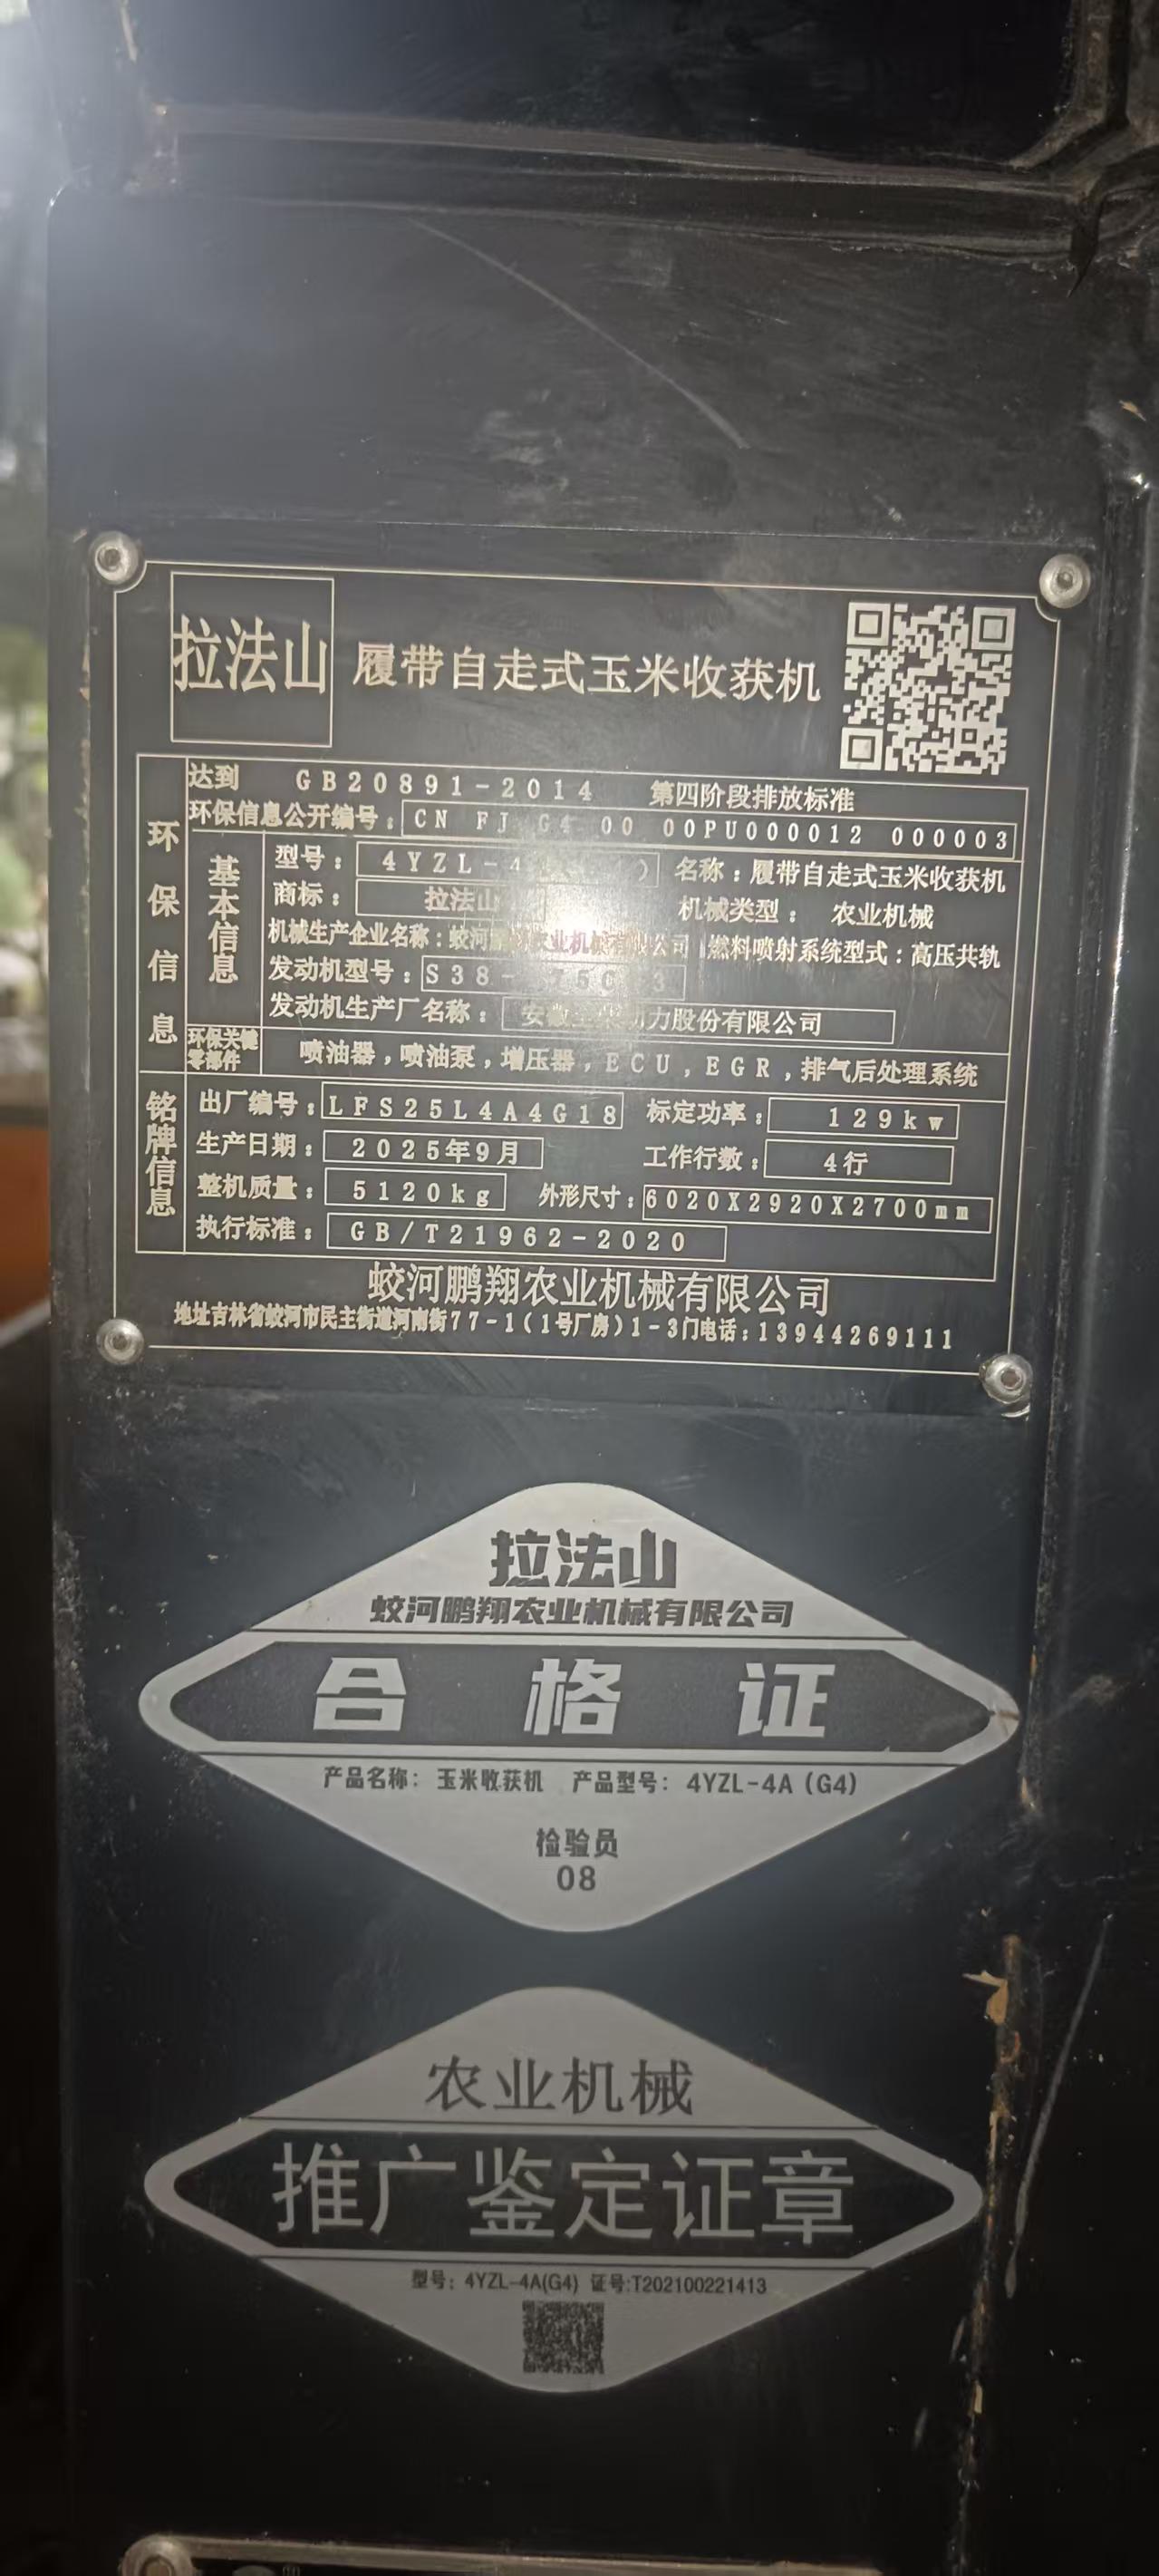 拉法山
履带自走式玉米收获机
环保信息
达到 GB20891-2014 第四阶段排放标准
环保信息公开编号: CN FJ G4 00 00PU000012 000003
基本信息
型号: 4YZL-4 名称:履带自走式玉米收获机
商标: 拉法山 机械类型: 农业机械
机械生产企业名称:蛟河 农业机械有限公司 燃料喷射系统型式:高压共轨
发动机型号: S38-
发动机生产厂名称: 安徽 动力股份有限公司
环保关键零部件
喷油器,喷油泵,增压器,ECU,EGR,排气后处理系统
铭牌信息
出厂编号: LFS25L4A4G18 标定功率: 129kw
生产日期: 2025年9月 工作行数: 4行
整机质量: 5120kg 外形尺寸: 6020X2920X2700mm
执行标准: GB/T21962-2020
蛟河鹏翔农业机械有限公司
地址吉林省蛟河市民主街道河南街77-1(1号厂房)1-3门电话:13944269111
拉法山
蛟河鹏翔农业机械有限公司
合格证
产品名称: 玉米收获机 产品型号: 4YZL-4A (G4)
检验员
08
农业机械
推广鉴定证章
型号: 4YZL-4A(G4) 证号:T202100221413